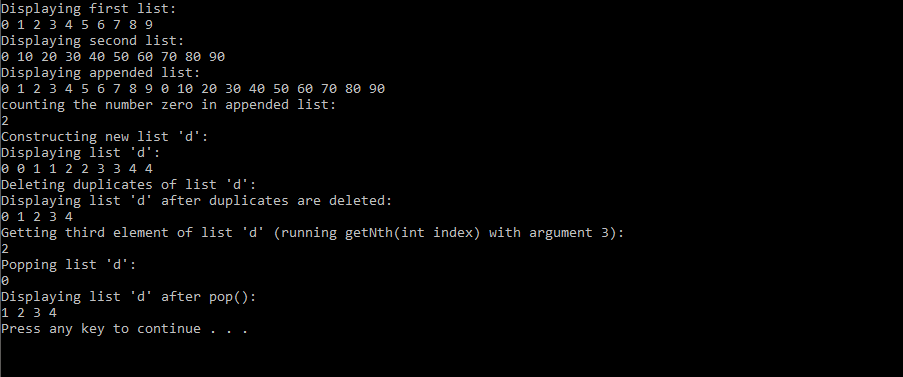 Displaying first list:
0 1 2 3 4 5 6 7 8 9
Displaying second list:
0 10 20 30 40 50 60 70 80 90
Displaying appended list:
0 1 2 3 4 5 6 7 8 9 0 10 20 30 40 50 60 70 80 90
counting the number zero in appended list:
2
Constructing new list 'd':
Displaying list 'd':
0 0 1 1 2 2 3 3 4 4
Deleting duplicates of list 'd':
Displaying list 'd' after duplicates are deleted:
0 1 2 3 4
Getting third element of list 'd' (running getNth(int index) with argument 3):
2
Popping list 'd':
0
Displaying list 'd' after pop():
1 2 3 4
Press any key to continue . . .